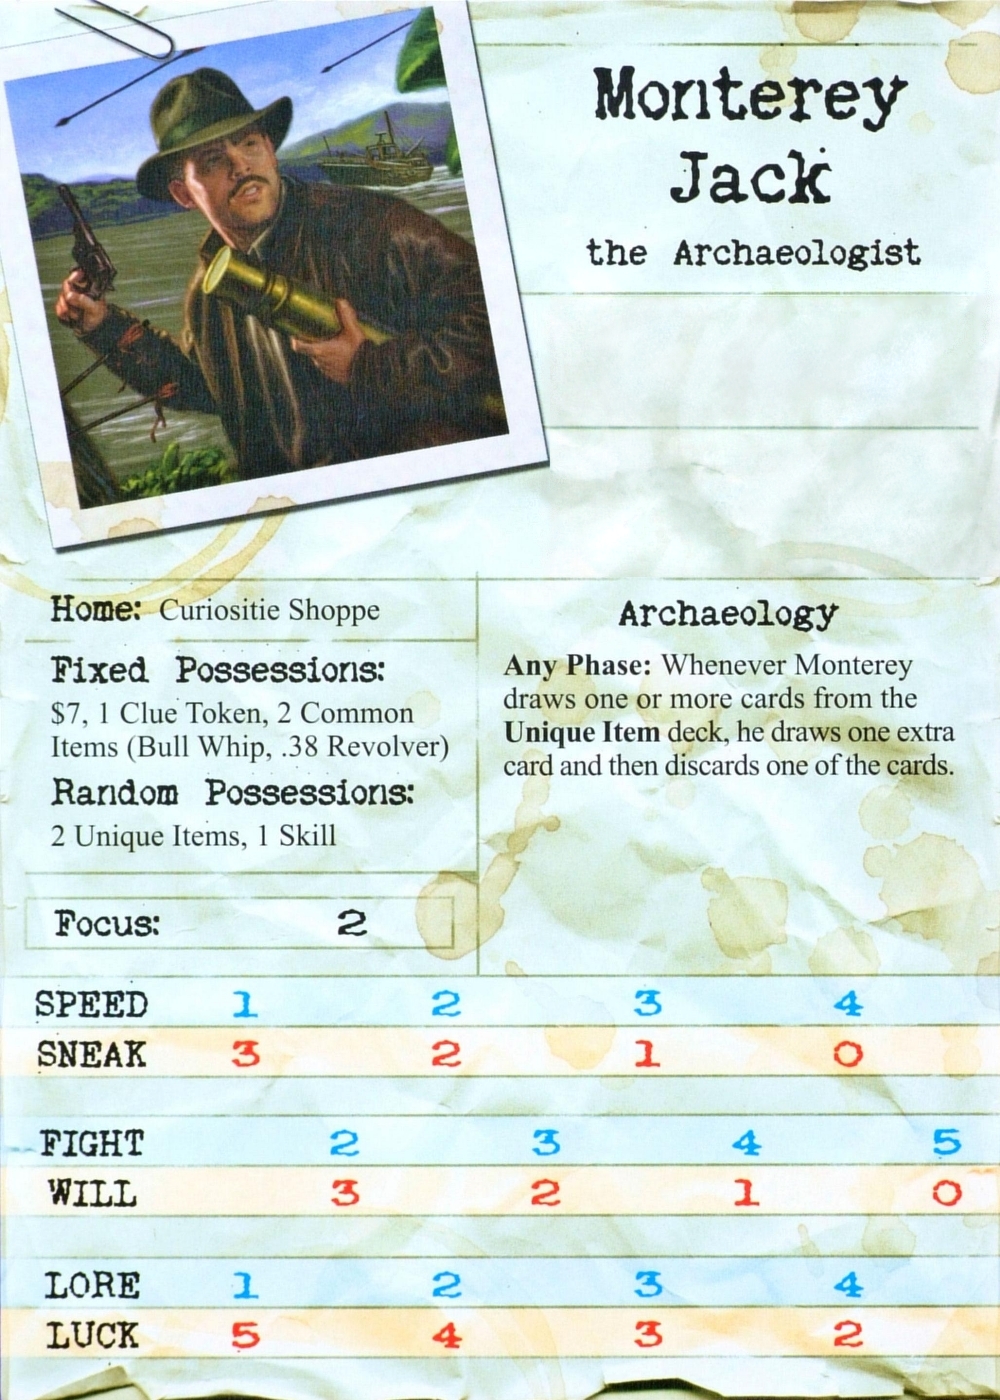 Monterey
Jack
the Archaeologist
Home: Curiositie Shoppe
Fixed Possessions:
$7, 1 Clue Token, 2 Common
Items (Bull Whip, .38 Revolver)
Random Possessions:
2 Unique Items, 1 Skill
Focus: 2
Archaeology
Any Phase: Whenever Monterey
draws one or more cards from the
Unique Item deck, he draws one extra
card and then discards one of the cards.
SPEED 1 2 3 4
SNEAK 3 2 1 0
FIGHT 2 3 4 5
WILL 3 2 1 0
LORE 1 2 3 4
LUCK 5 4 3 2